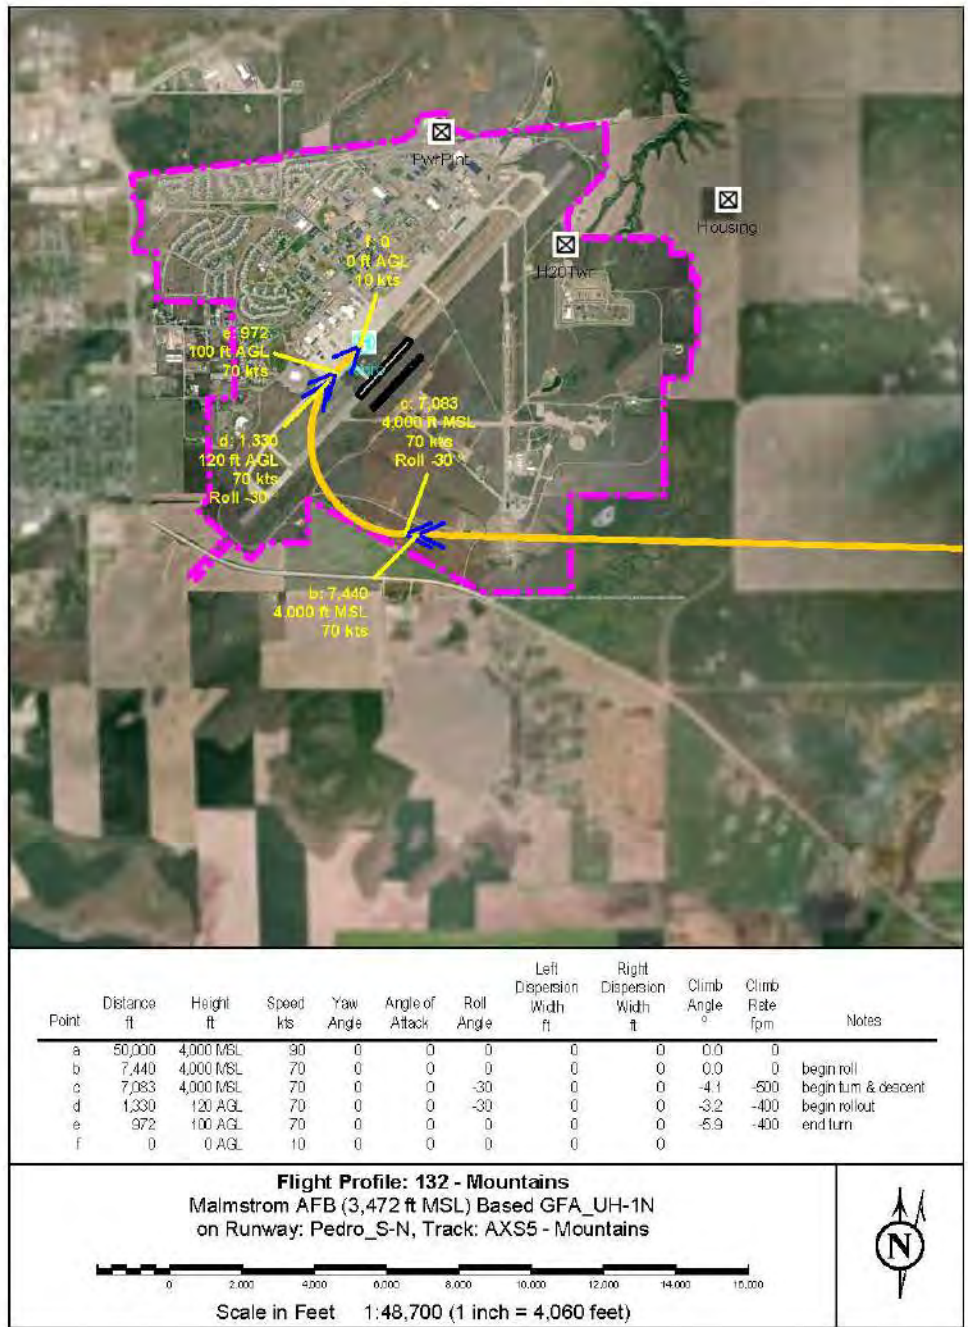 PwrPlnt
Housing
H20Twr
f: 0
0 ft AGL
10 kts
e: 972
100 ft AGL
70 kts
c: 7,083
4,000 ft MSL
70 kts
Roll -30 °
d: 1,330
120 ft AGL
70 kts
Roll -30 °
b: 7,440
4,000 ft MSL
70 kts
Point Distance ft Height ft Speed kts Yaw Angle Angle of Attack Roll Angle Left Dispersion Width ft Right Dispersion Width ft Climb Angle ° Climb Rate fpm Notes
a 50,000 4,000 MSL 90 0 0 0 0 0 0.0 0
b 7,440 4,000 MSL 70 0 0 0 0 0 0.0 0 begin roll
c 7,083 4,000 MSL 70 0 0 -30 0 0 -4.1 -500 begin turn & descent
d 1,330 120 AGL 70 0 0 -30 0 0 -3.2 -400 begin rollout
e 972 100 AGL 70 0 0 0 0 0 -5.9 -400 end turn
f 0 0 AGL 10 0 0 0 0 0
Flight Profile: 132 - Mountains
Malmstrom AFB (3,472 ft MSL) Based GFA_UH-1N
on Runway: Pedro_S-N, Track: AXS5 - Mountains
0 2,000 4,000 6,000 8,000 10,000 12,000 14,000 16,000
Scale in Feet 1:48,700 (1 inch = 4,060 feet)
N